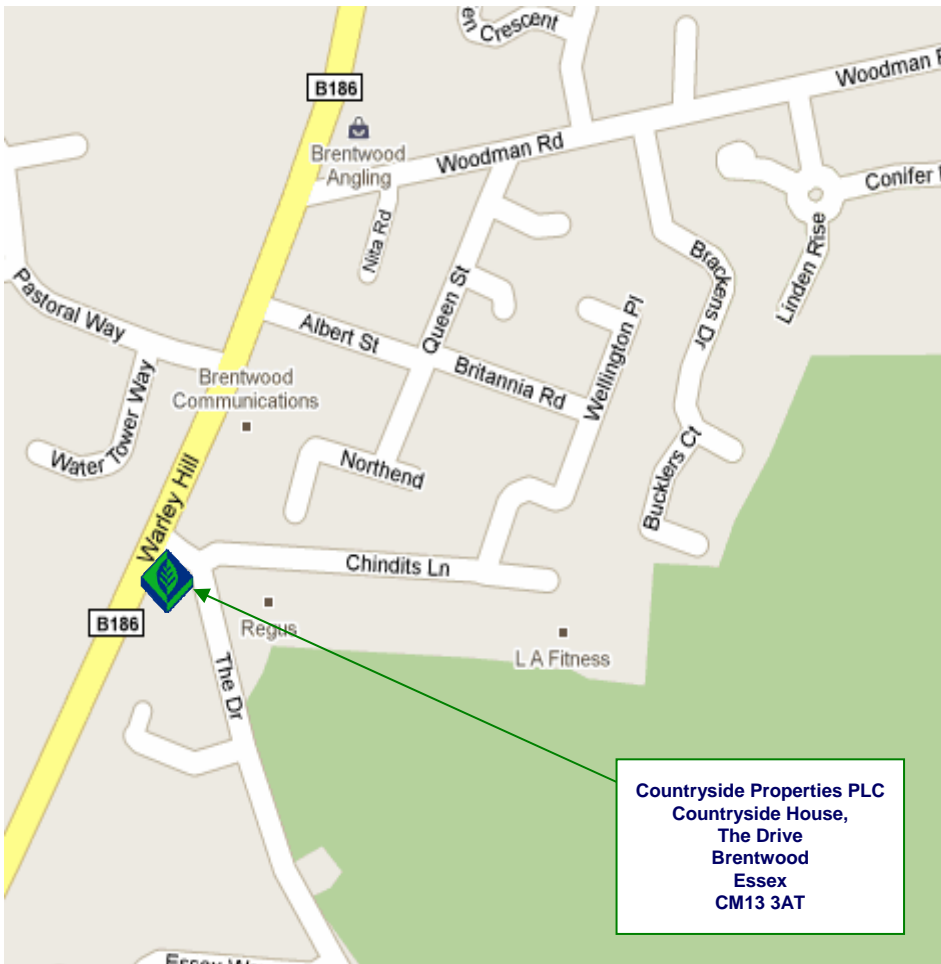 en Crescent
Woodman R
B186
Brentwood
Angling
Woodman Rd
Conifer
Nita Rd
Linden Rise
Brackens Dr
Pastoral Way
Queen St
Albert St
Wellington Pl
Britannia Rd
Brentwood
Communications
Water Tower Way
Northend
Bucklers Ct
Warley Hill
Chindits Ln
B186
Regus
L A Fitness
The Dr
Countryside Properties PLC
Countryside House,
The Drive
Brentwood
Essex
CM13 3AT
Essex W